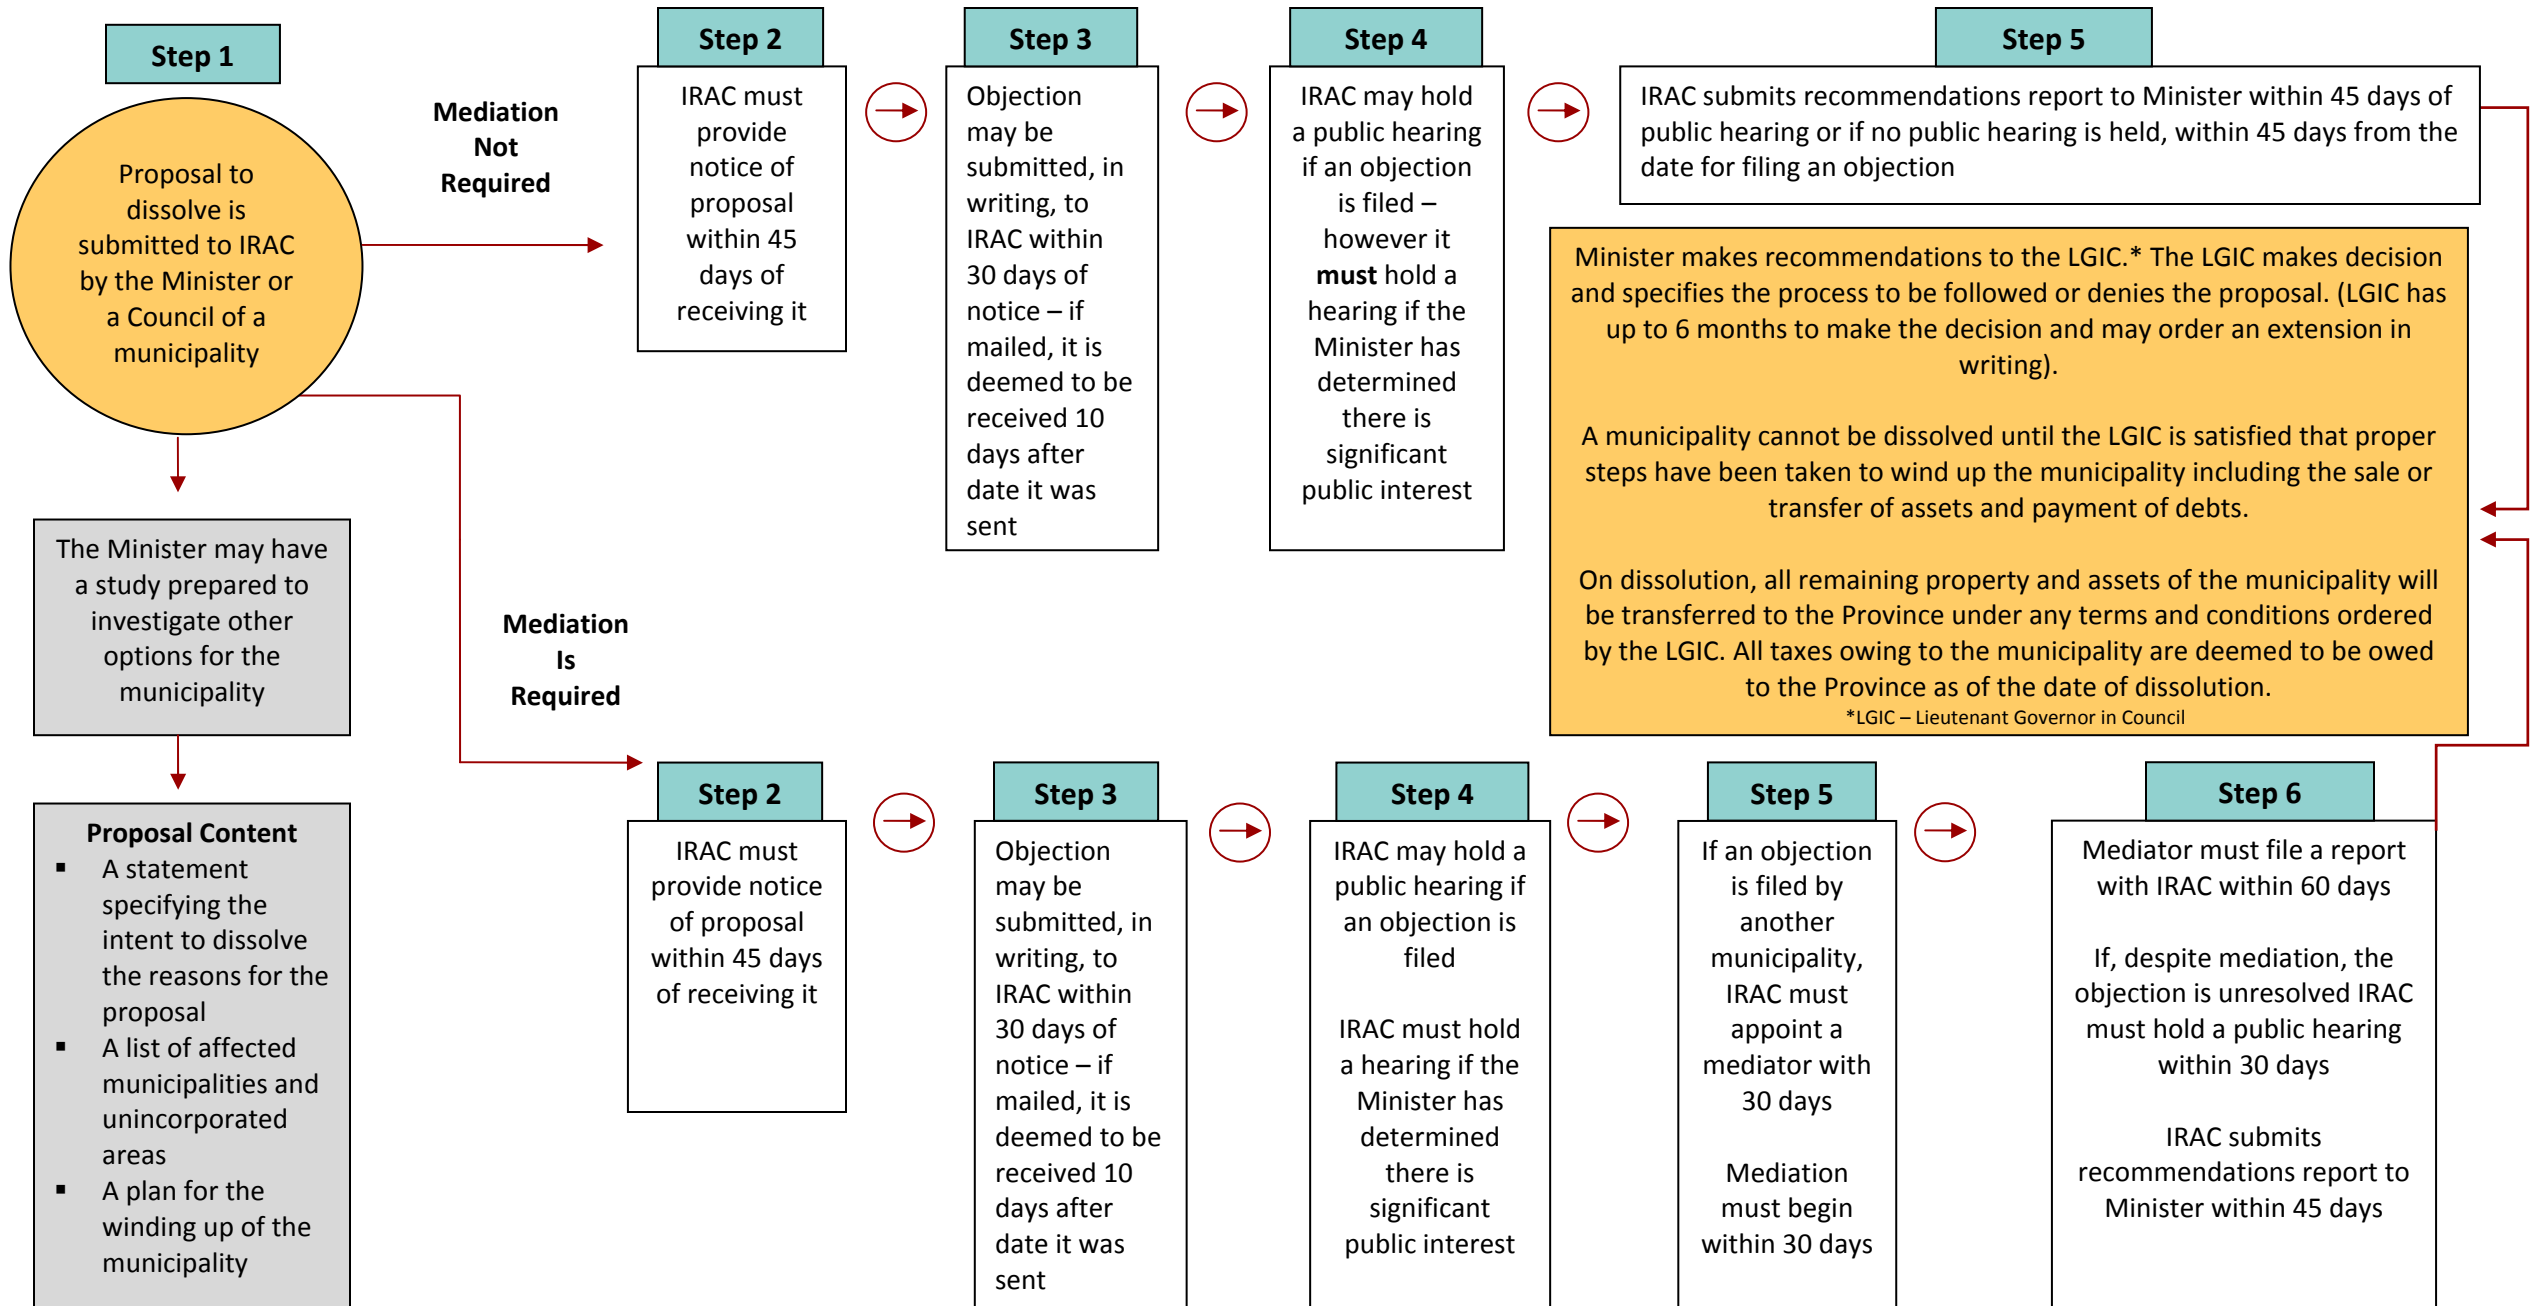 Step 1
Proposal to
dissolve is
submitted to IRAC
by the Minister or
a Council of a
municipality
The Minister may have
a study prepared to
investigate other
options for the
municipality
Proposal Content
▪ A statement
specifying the
intent to dissolve
the reasons for the
proposal
▪ A list of affected
municipalities and
unincorporated
areas
▪ A plan for the
winding up of the
municipality
Mediation
Not
Required
Step 2
IRAC must
provide
notice of
proposal
within 45
days of
receiving it
Step 3
Objection
may be
submitted, in
writing, to
IRAC within
30 days of
notice – if
mailed, it is
deemed to be
received 10
days after
date it was
sent
Step 4
IRAC may hold
a public hearing
if an objection
is filed –
however it
must hold a
hearing if the
Minister has
determined
there is
significant
public interest
Step 5
IRAC submits recommendations report to Minister within 45 days of
public hearing or if no public hearing is held, within 45 days from the
date for filing an objection
Minister makes recommendations to the LGIC.* The LGIC makes decision
and specifies the process to be followed or denies the proposal. (LGIC has
up to 6 months to make the decision and may order an extension in
writing).
A municipality cannot be dissolved until the LGIC is satisfied that proper
steps have been taken to wind up the municipality including the sale or
transfer of assets and payment of debts.
On dissolution, all remaining property and assets of the municipality will
be transferred to the Province under any terms and conditions ordered
by the LGIC. All taxes owing to the municipality are deemed to be owed
to the Province as of the date of dissolution.
*LGIC – Lieutenant Governor in Council
Mediation
Is
Required
Step 2
IRAC must
provide notice
of proposal
within 45 days
of receiving it
Step 3
Objection
may be
submitted, in
writing, to
IRAC within
30 days of
notice – if
mailed, it is
deemed to be
received 10
days after
date it was
sent
Step 4
IRAC may hold a
public hearing if
an objection is
filed
IRAC must hold
a hearing if the
Minister has
determined
there is
significant
public interest
Step 5
If an objection
is filed by
another
municipality,
IRAC must
appoint a
mediator with
30 days
Mediation
must begin
within 30 days
Step 6
Mediator must file a report
with IRAC within 60 days
If, despite mediation, the
objection is unresolved IRAC
must hold a public hearing
within 30 days
IRAC submits
recommendations report to
Minister within 45 days